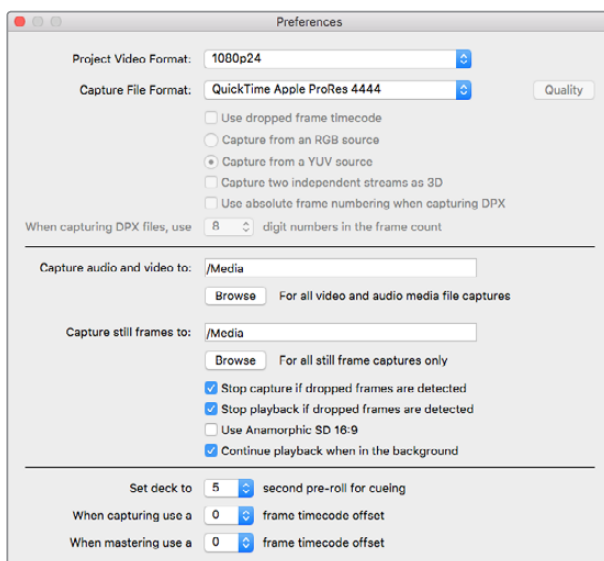 Preferences
Project Video Format: 1080p24
Capture File Format: QuickTime Apple ProRes 4444 Quality
Use dropped frame timecode
Capture from an RGB source
Capture from a YUV source
Capture two independent streams as 3D
Use absolute frame numbering when capturing DPX
When capturing DPX files, use 8 digit numbers in the frame count
Capture audio and video to: /Media
Browse For all video and audio media file captures
Capture still frames to: /Media
Browse For all still frame captures only
Stop capture if dropped frames are detected
Stop playback if dropped frames are detected
Use Anamorphic SD 16:9
Continue playback when in the background
Set deck to 5 second pre-roll for cueing
When capturing use a 0 frame timecode offset
When mastering use a 0 frame timecode offset